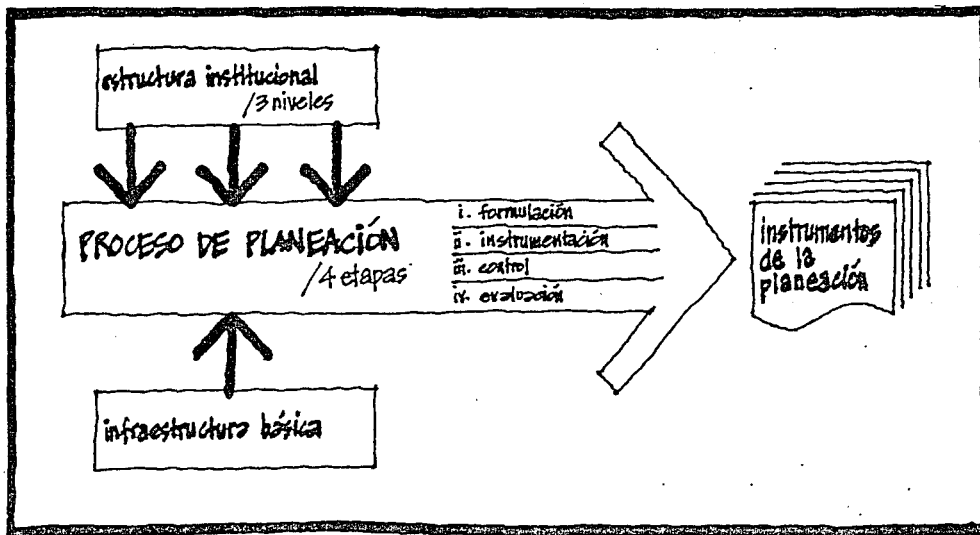 estructura institucional
/3 niveles
PROCESO DE PLANEACIÓN
/4 etapas
i. formulación
ii. instrumentación
iii. control
iv. evaluación
instrumentos
de la
planeación
infraestructura básica